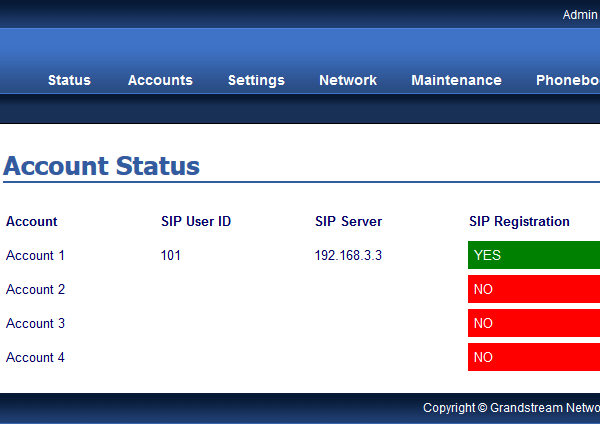 Admin
Status Accounts Settings Network Maintenance Phonebo
Account Status
Account SIP User ID SIP Server SIP Registration
Account 1 101 192.168.3.3 YES
Account 2 NO
Account 3 NO
Account 4 NO
Copyright © Grandstream Netwo